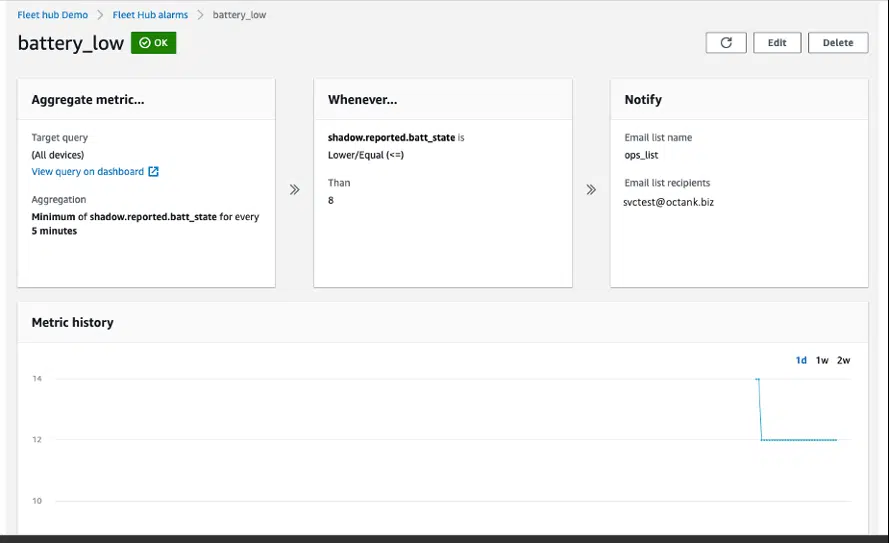 Fleet hub Demo > Fleet Hub alarms > battery_low
battery_low OK
Edit Delete
Aggregate metric...
Target query
(All devices)
View query on dashboard
Aggregation
Minimum of shadow.reported.batt_state for every
5 minutes
Whenever...
shadow.reported.batt_state is
Lower/Equal (<=)
Than
8
Notify
Email list name
ops_list
Email list recipients
svctest@octank.biz
Metric history
1d 1w 2w
14
12
10